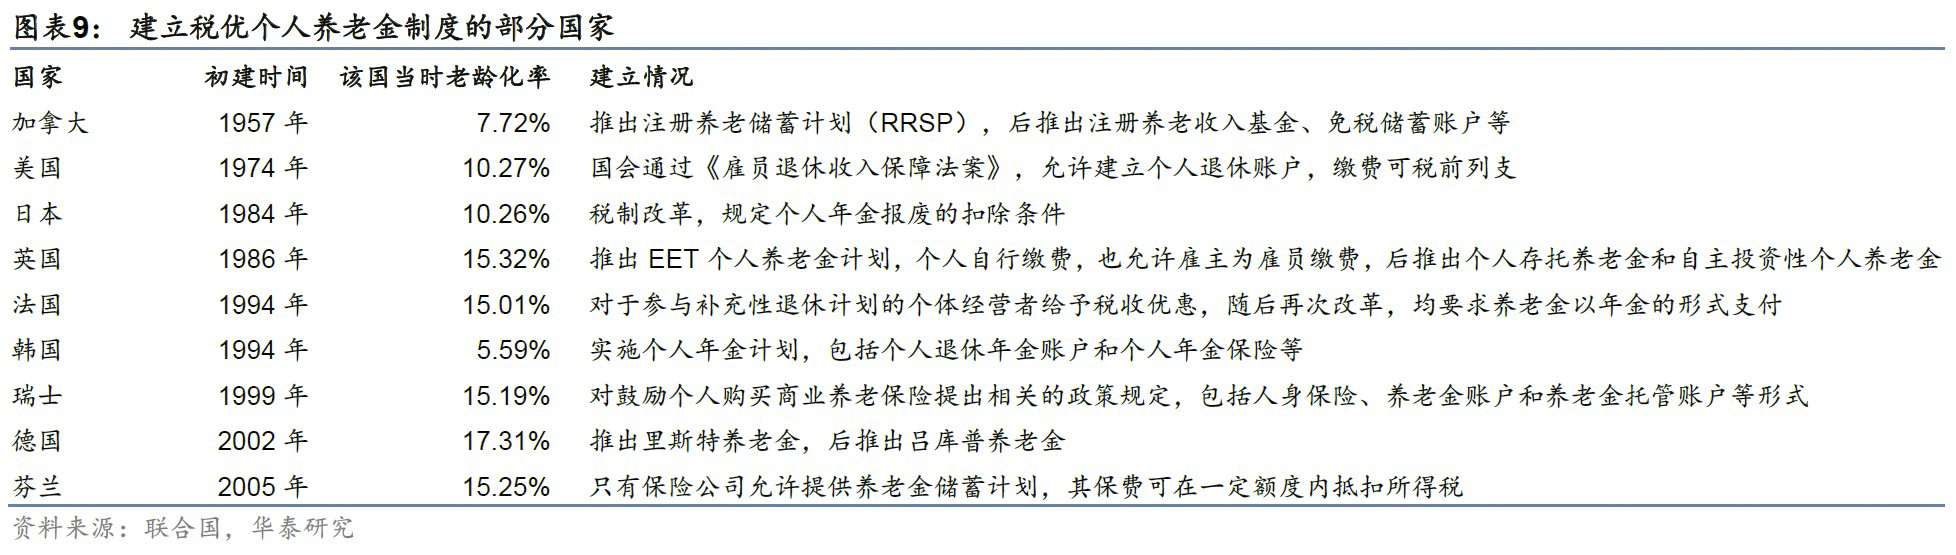 图表9： 建立税优个人养老金制度的部分国家
国家 初建时间 该国当时老龄化率 建立情况
加拿大 1957 年 7.72% 推出注册养老储蓄计划（RRSP），后推出注册养老收入基金、免税储蓄账户等
美国 1974 年 10.27% 国会通过《雇员退休收入保障法案》，允许建立个人退休账户，缴费可税前列支
日本 1984 年 10.26% 税制改革，规定个人年金报废的扣除条件
英国 1986 年 15.32% 推出 EET 个人养老金计划，个人自行缴费，也允许雇主为雇员缴费，后推出个人存托养老金和自主投资性个人养老金
法国 1994 年 15.01% 对于参与补充性退休计划的个体经营者给予税收优惠，随后再次改革，均要求养老金以年金的形式支付
韩国 1994 年 5.59% 实施个人年金计划，包括个人退休年金账户和个人年金保险等
瑞士 1999 年 15.19% 对鼓励个人购买商业养老保险提出相关的政策规定，包括人身保险、养老金账户和养老金托管账户等形式
德国 2002 年 17.31% 推出里斯特养老金，后推出吕库普养老金
芬兰 2005 年 15.25% 只有保险公司允许提供养老金储蓄计划，其保费可在一定额度内抵扣所得税
资料来源：联合国，华泰研究